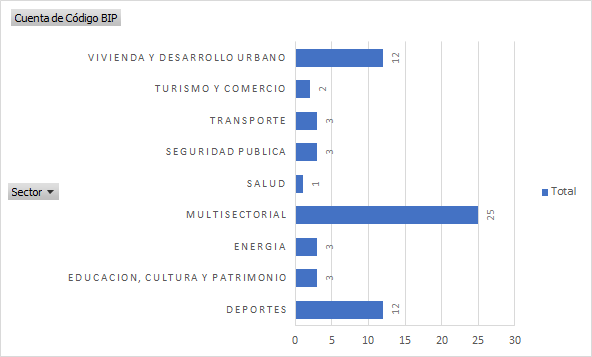 Cuenta de Código BIP
VIVIENDA Y DESARROLLO URBANO
12
TURISMO Y COMERCIO
2
TRANSPORTE
3
SEGURIDAD PUBLICA
3
SALUD
1
Sector
Total
MULTISECTORIAL
25
ENERGIA
3
EDUCACION, CULTURA Y PATRIMONIO
3
DEPORTES
12
0 5 10 15 20 25 30